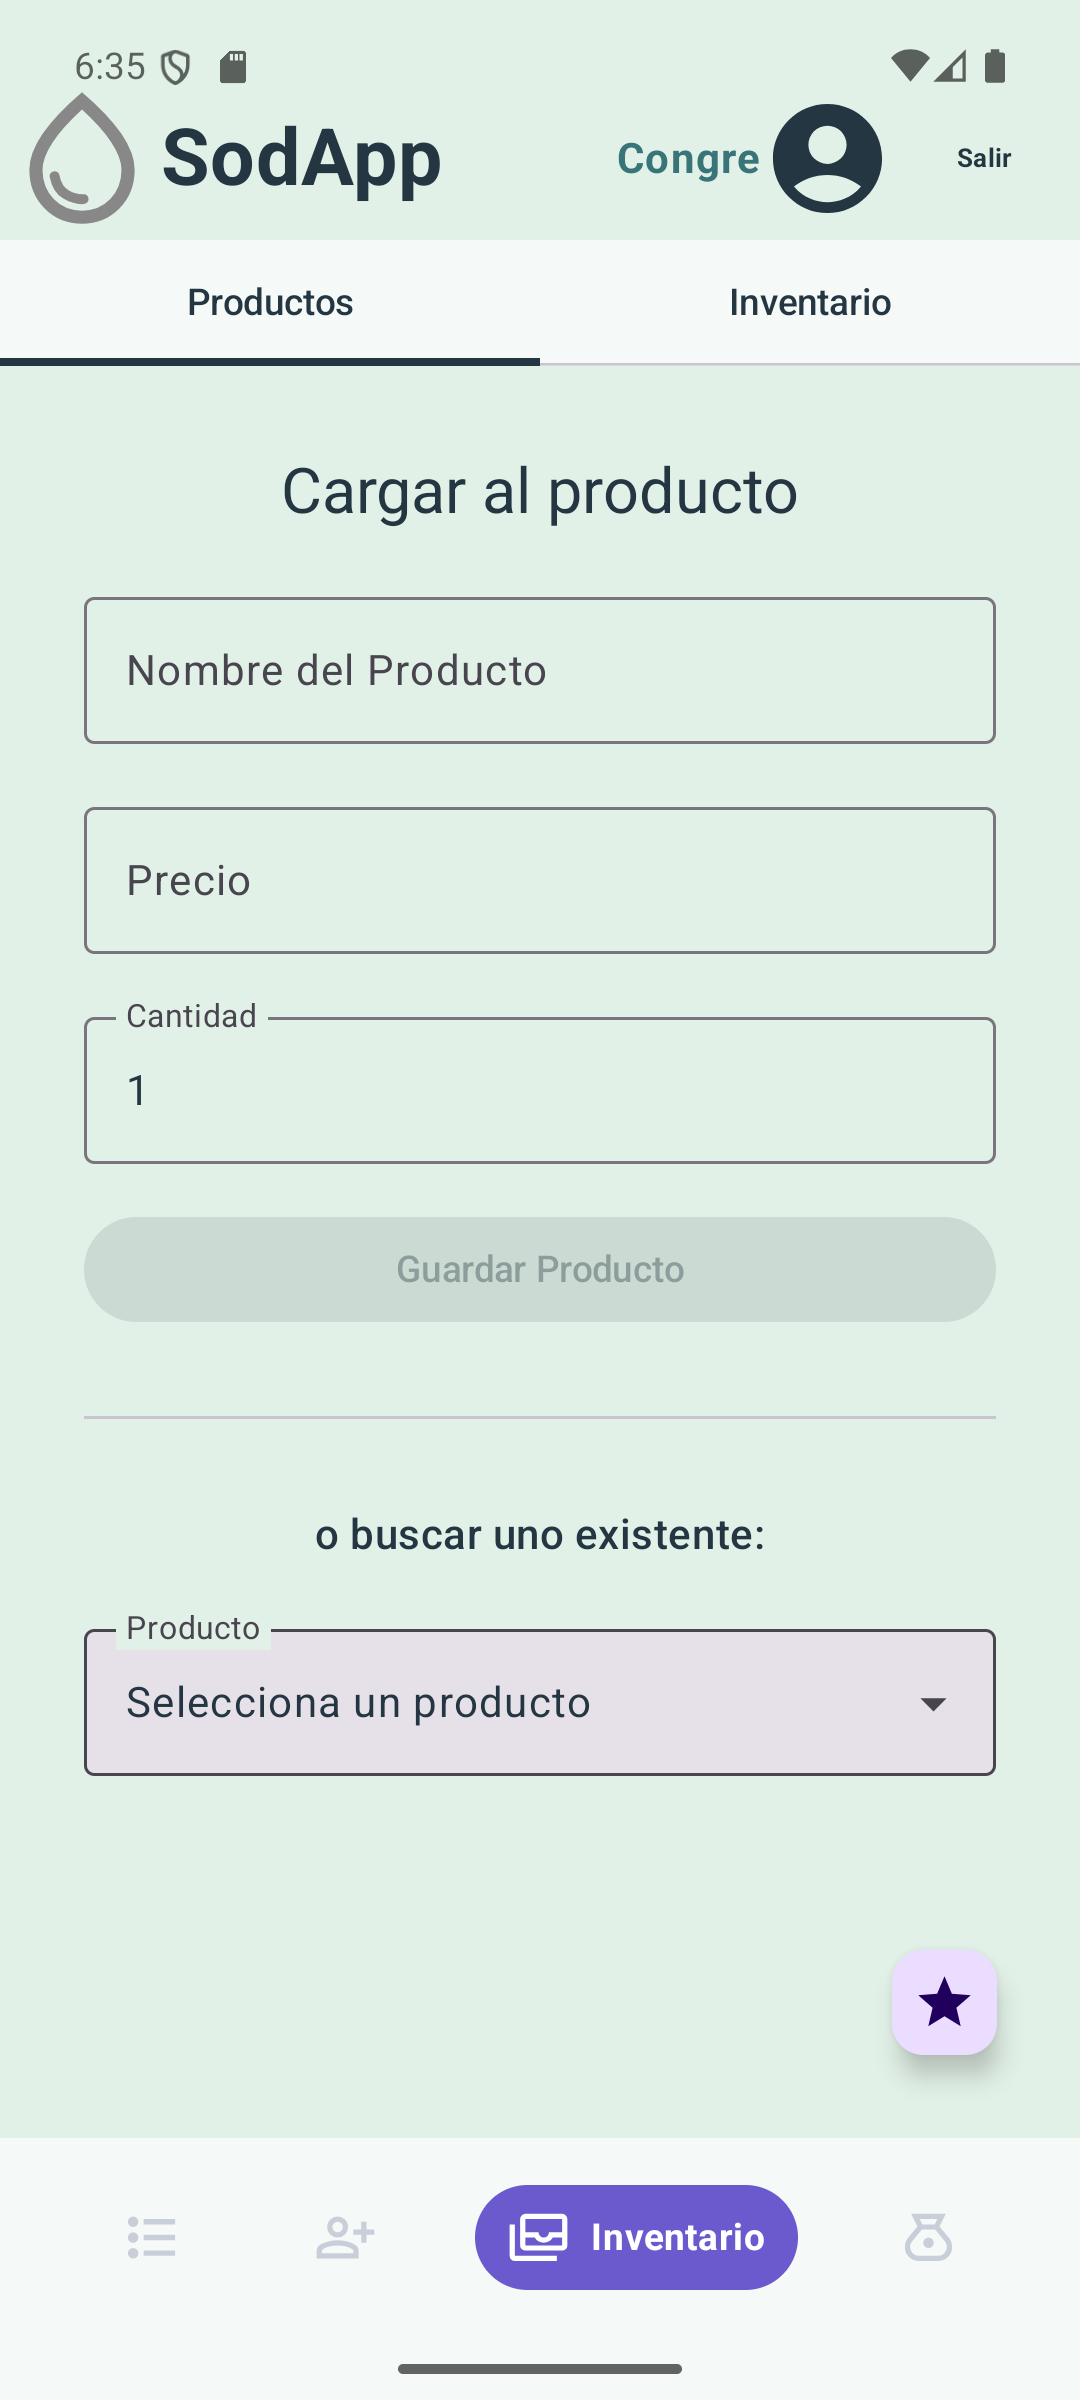 6:35
SodApp
Congre
Salir
Productos
Inventario
Cargar al producto
Nombre del Producto
Precio
Cantidad
1
Guardar Producto
o buscar uno existente:
Producto
Selecciona un producto
Inventario